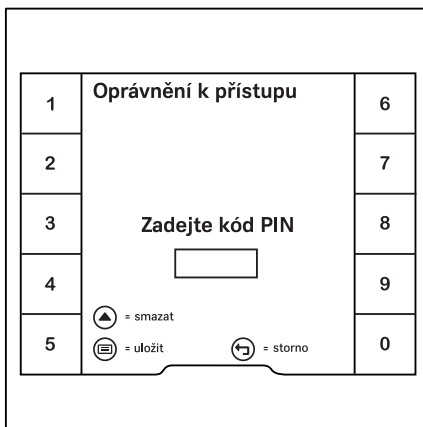 Oprávnění k přístupu
1
2
3
4
5
Zadejte kód PIN
= smazat
= uložit
= storno
6
7
8
9
0